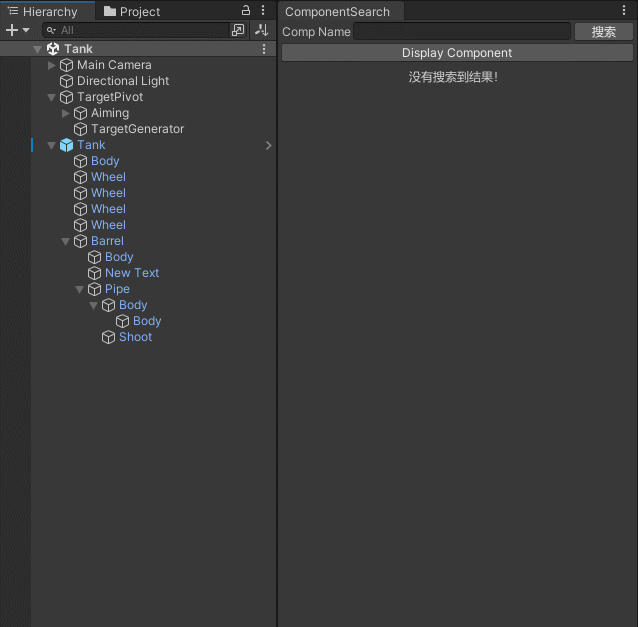 Hierarchy
Project
All
Tank
Main Camera
Directional Light
TargetPivot
Aiming
TargetGenerator
Tank
Body
Wheel
Wheel
Wheel
Wheel
Barrel
Body
New Text
Pipe
Body
Body
Shoot
ComponentSearch
Comp Name
搜索
Display Component
没有搜索到结果!